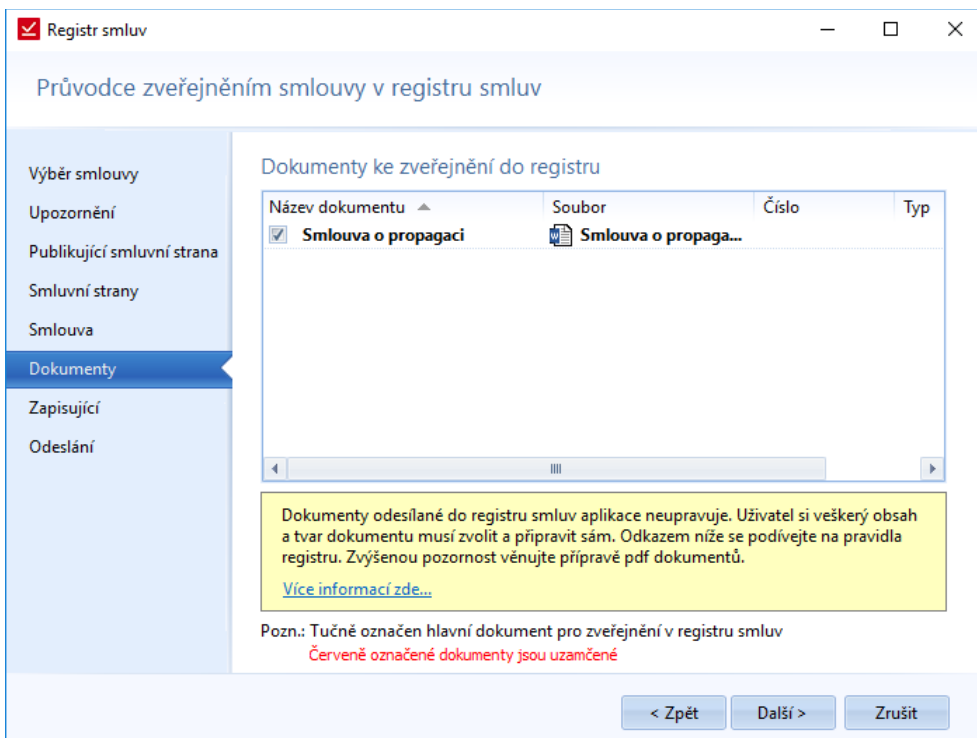 Registr smluv
Průvodce zveřejněním smlouvy v registru smluv
Výběr smlouvy
Upozornění
Publikující smluvní strana
Smluvní strany
Smlouva
Dokumenty
Zapisující
Odeslání
Dokumenty ke zveřejnění do registru
Název dokumentu Soubor Číslo Typ
Smlouva o propagaci Smlouva o propaga...
Dokumenty odesílané do registru smluv aplikace neupravuje. Uživatel si veškerý obsah
a tvar dokumentu musí zvolit a připravit sám. Odkazem níže se podívejte na pravidla
registru. Zvýšenou pozornost věnujte přípravě pdf dokumentů.
Více informací zde...
Pozn.: Tučně označen hlavní dokument pro zveřejnění v registru smluv
Červeně označené dokumenty jsou uzamčené
< Zpět Další > Zrušit